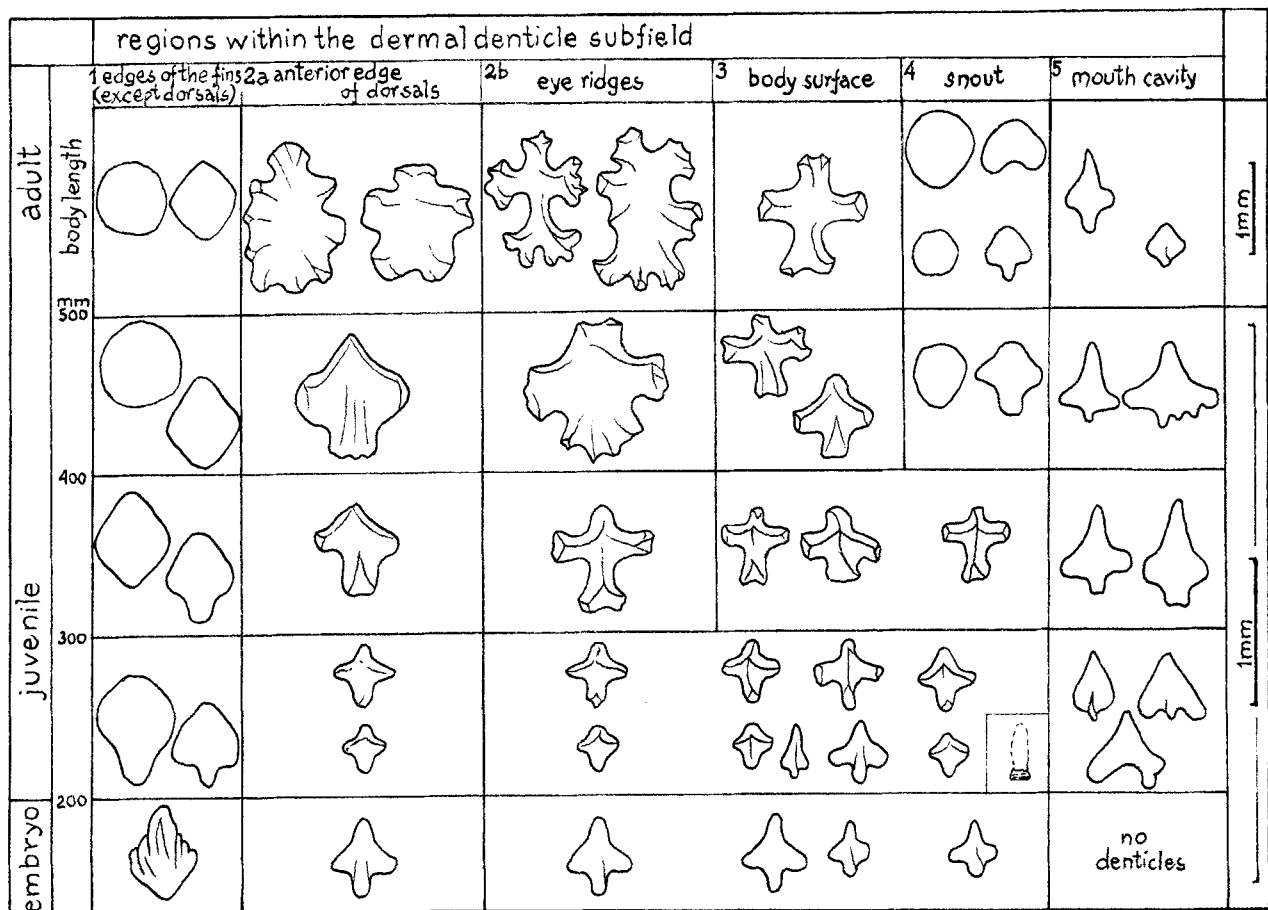 regions within the dermal denticle subfield
1 edges of the fins
(except dorsals)
2a anterior edge
of dorsals
2b
eye ridges
3
body surface
4
snout
5
mouth cavity
adult
body length
mm
500
400
300
200
juvenile
embryo
no
denticles
1mm
1mm